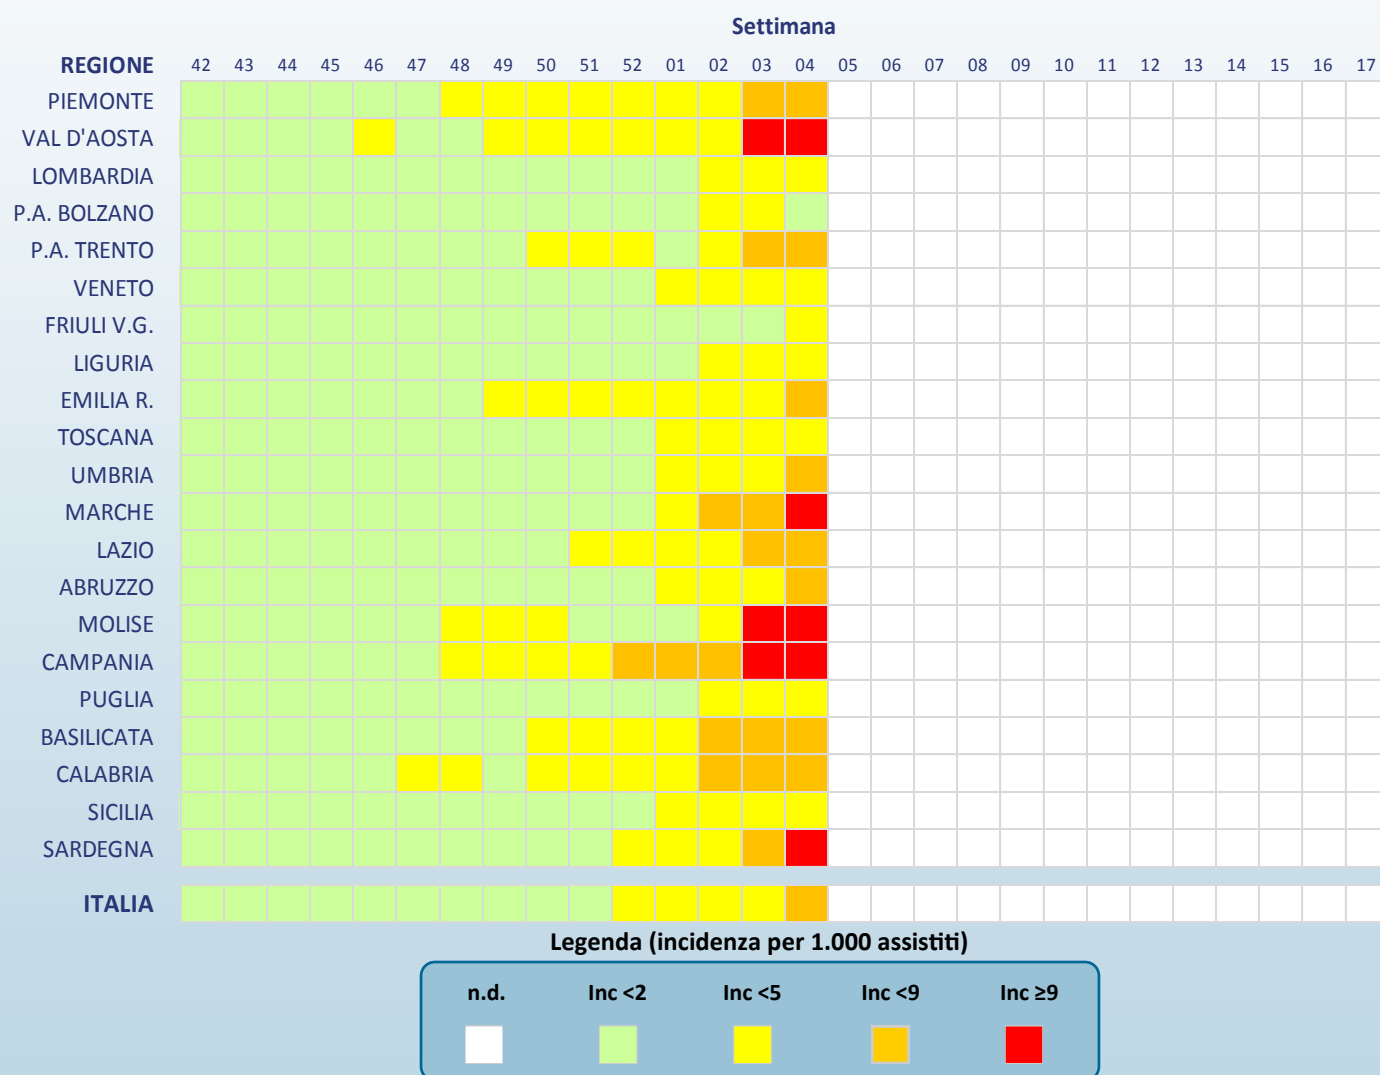 Settimana
REGIONE 42 43 44 45 46 47 48 49 50 51 52 01 02 03 04 05 06 07 08 09 10 11 12 13 14 15 16 17
PIEMONTE
VAL D'AOSTA
LOMBARDIA
P.A. BOLZANO
P.A. TRENTO
VENETO
FRIULI V.G.
LIGURIA
EMILIA R.
TOSCANA
UMBRIA
MARCHE
LAZIO
ABRUZZO
MOLISE
CAMPANIA
PUGLIA
BASILICATA
CALABRIA
SICILIA
SARDEGNA
ITALIA
Legenda (incidenza per 1.000 assistiti)
n.d. Inc <2 Inc <5 Inc <9 Inc ≥9